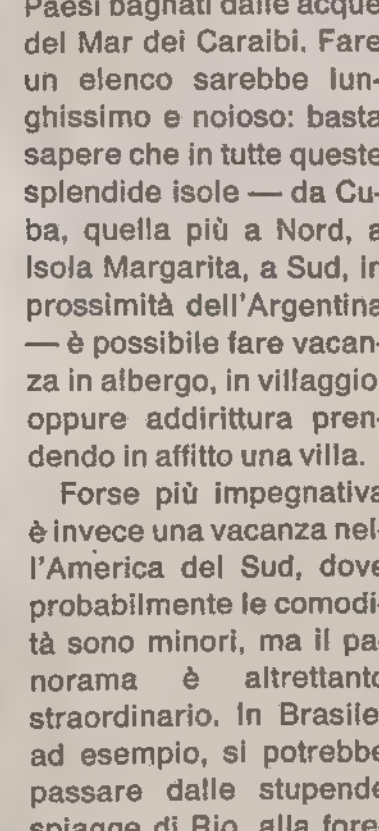 Paesi bagnati dalle acque
del Mar dei Caraibi. Fare
un elenco sarebbe lun-
ghissimo e noioso: basta
sapere che in tutte queste
splendide isole — da Cu-
ba, quella più a Nord, a
Isola Margarita, a Sud, in
prossimità dell'Argentina
— è possibile fare vacan-
za in albergo, in villaggio
oppure addirittura pren-
dendo in affitto una villa.
Forse più impegnativa
è invece una vacanza nel-
l'America del Sud, dove
probabilmente le comodi-
tà sono minori, ma il pa-
norama è altrettanto
straordinario. In Brasile,
ad esempio, si potrebbe
passare dalle stupende
spiagge di Rio, alla fore-